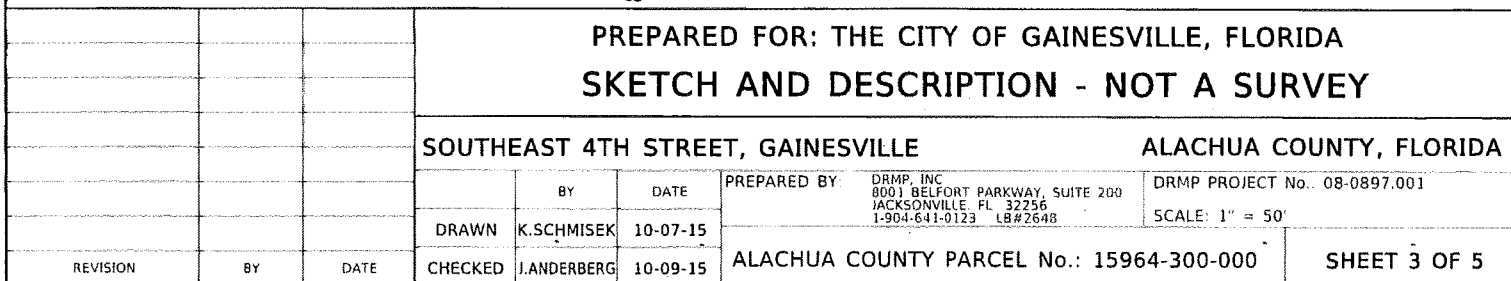 PREPARED FOR: THE CITY OF GAINESVILLE, FLORIDA
SKETCH AND DESCRIPTION - NOT A SURVEY
SOUTHEAST 4TH STREET, GAINESVILLE ALACHUA COUNTY, FLORIDA
BY DATE
DRAWN K.SCHMISEK 10-07-15
CHECKED J.ANDERBERG 10-09-15
PREPARED BY: DRMP, INC
8001 BELFORT PARKWAY, SUITE 200
JACKSONVILLE, FL 32256
1-904-641-0123 LB#2648
DRMP PROJECT No.. 08-0897.001
SCALE: 1" = 50'
ALACHUA COUNTY PARCEL No.: 15964-300-000
SHEET 3 OF 5
REVISION BY DATE